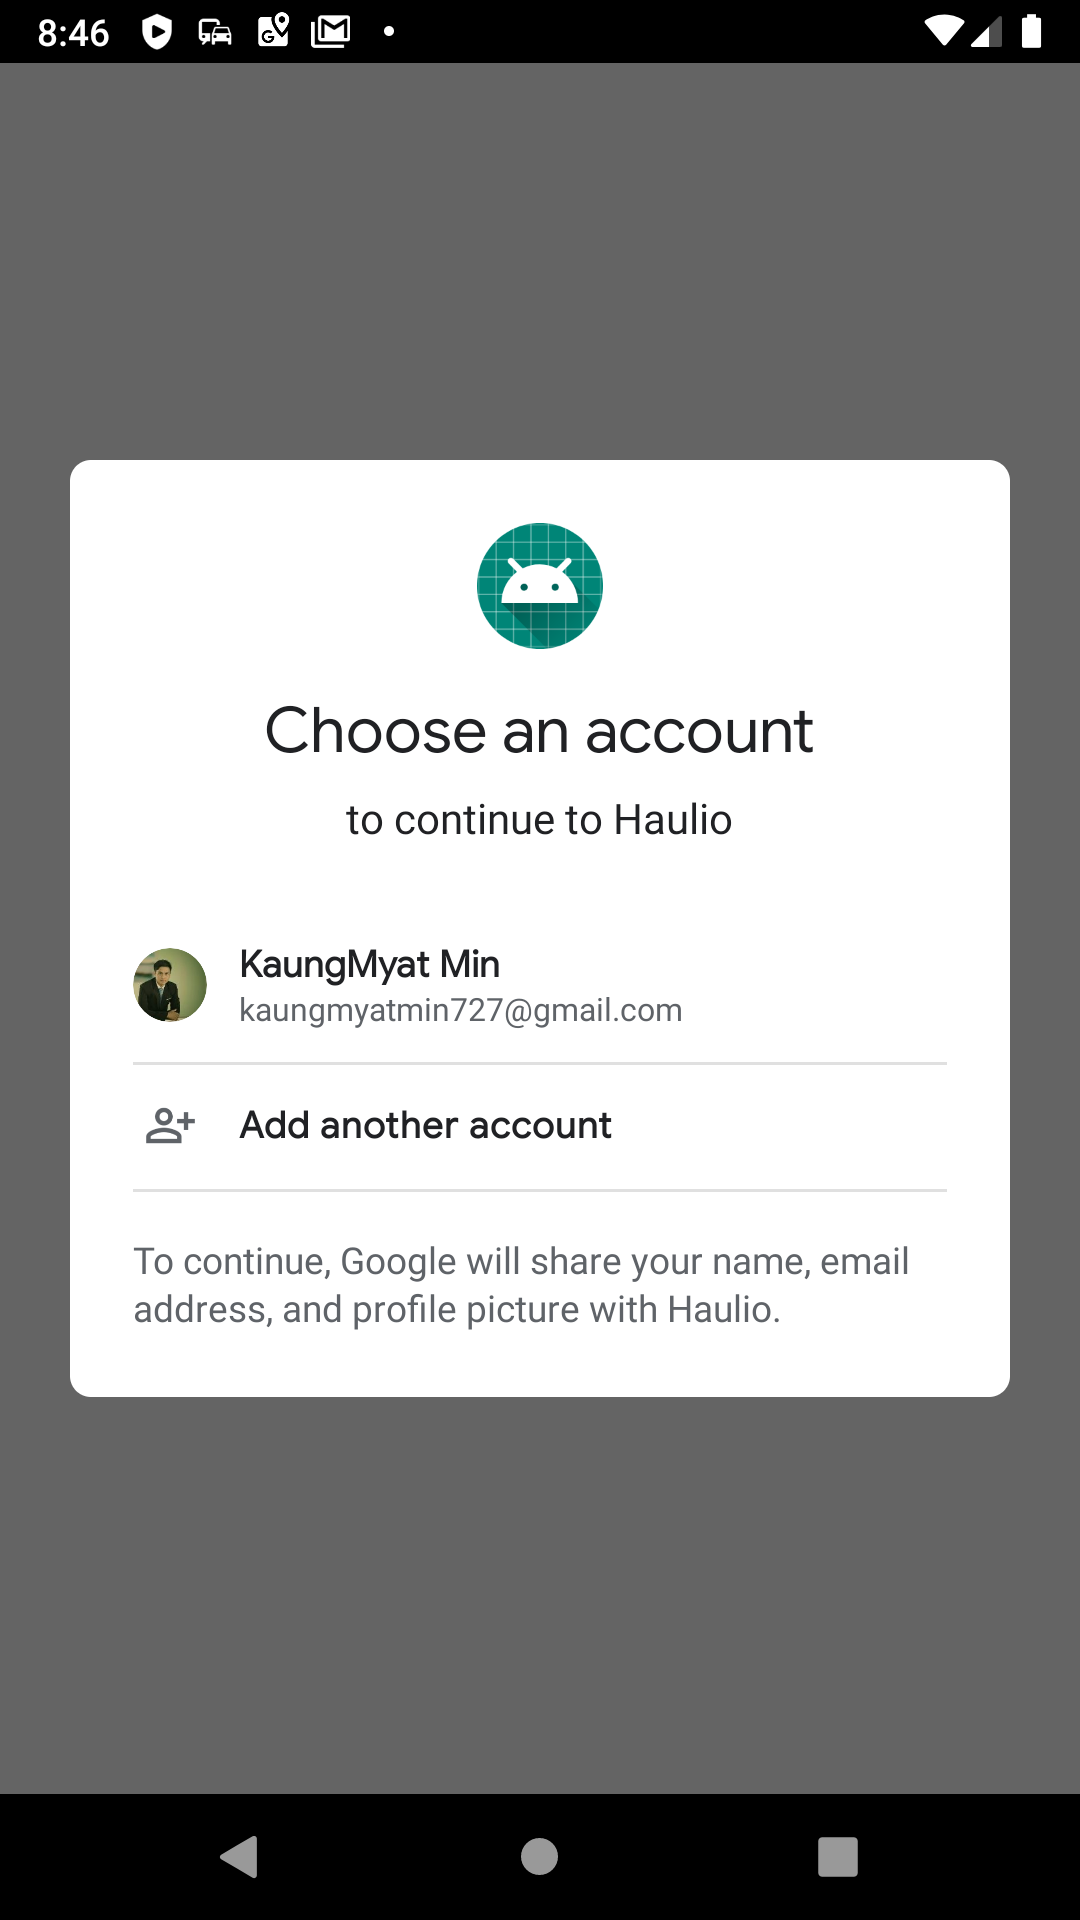 8:46
Choose an account
to continue to Haulio
KaungMyat Min
kaungmyatmin727@gmail.com
Add another account
To continue, Google will share your name, email
address, and profile picture with Haulio.